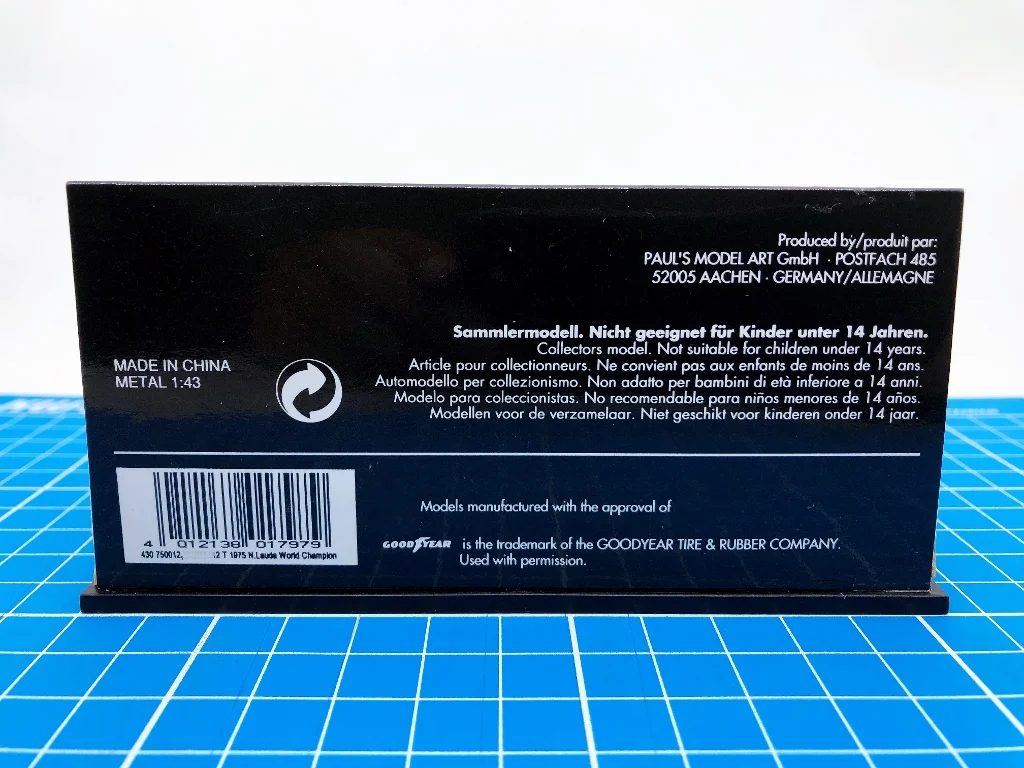 Produced by/produit par:
PAUL'S MODEL ART GmbH · POSTFACH 485
52005 AACHEN · GERMANY/ALLEMAGNE
Sammlermodell. Nicht geeignet für Kinder unter 14 Jahren.
Collectors model. Not suitable for children under 14 years.
Article pour collectionneurs. Ne convient pas aux enfants de moins de 14 ans.
Automodello per collezionismo. Non adatto per bambini di età inferiore a 14 anni.
Modelo para coleccionistas. No recomendable para niños menores de 14 años.
Modellen voor de verzamelaar. Niet geschikt voor kinderen onder 14 jaar.
MADE IN CHINA
METAL 1:43
4 012138 017979
430 750012, 12 T 1975 N.Lauda World Champion
Models manufactured with the approval of
GOODYEAR is the trademark of the GOODYEAR TIRE & RUBBER COMPANY.
Used with permission.